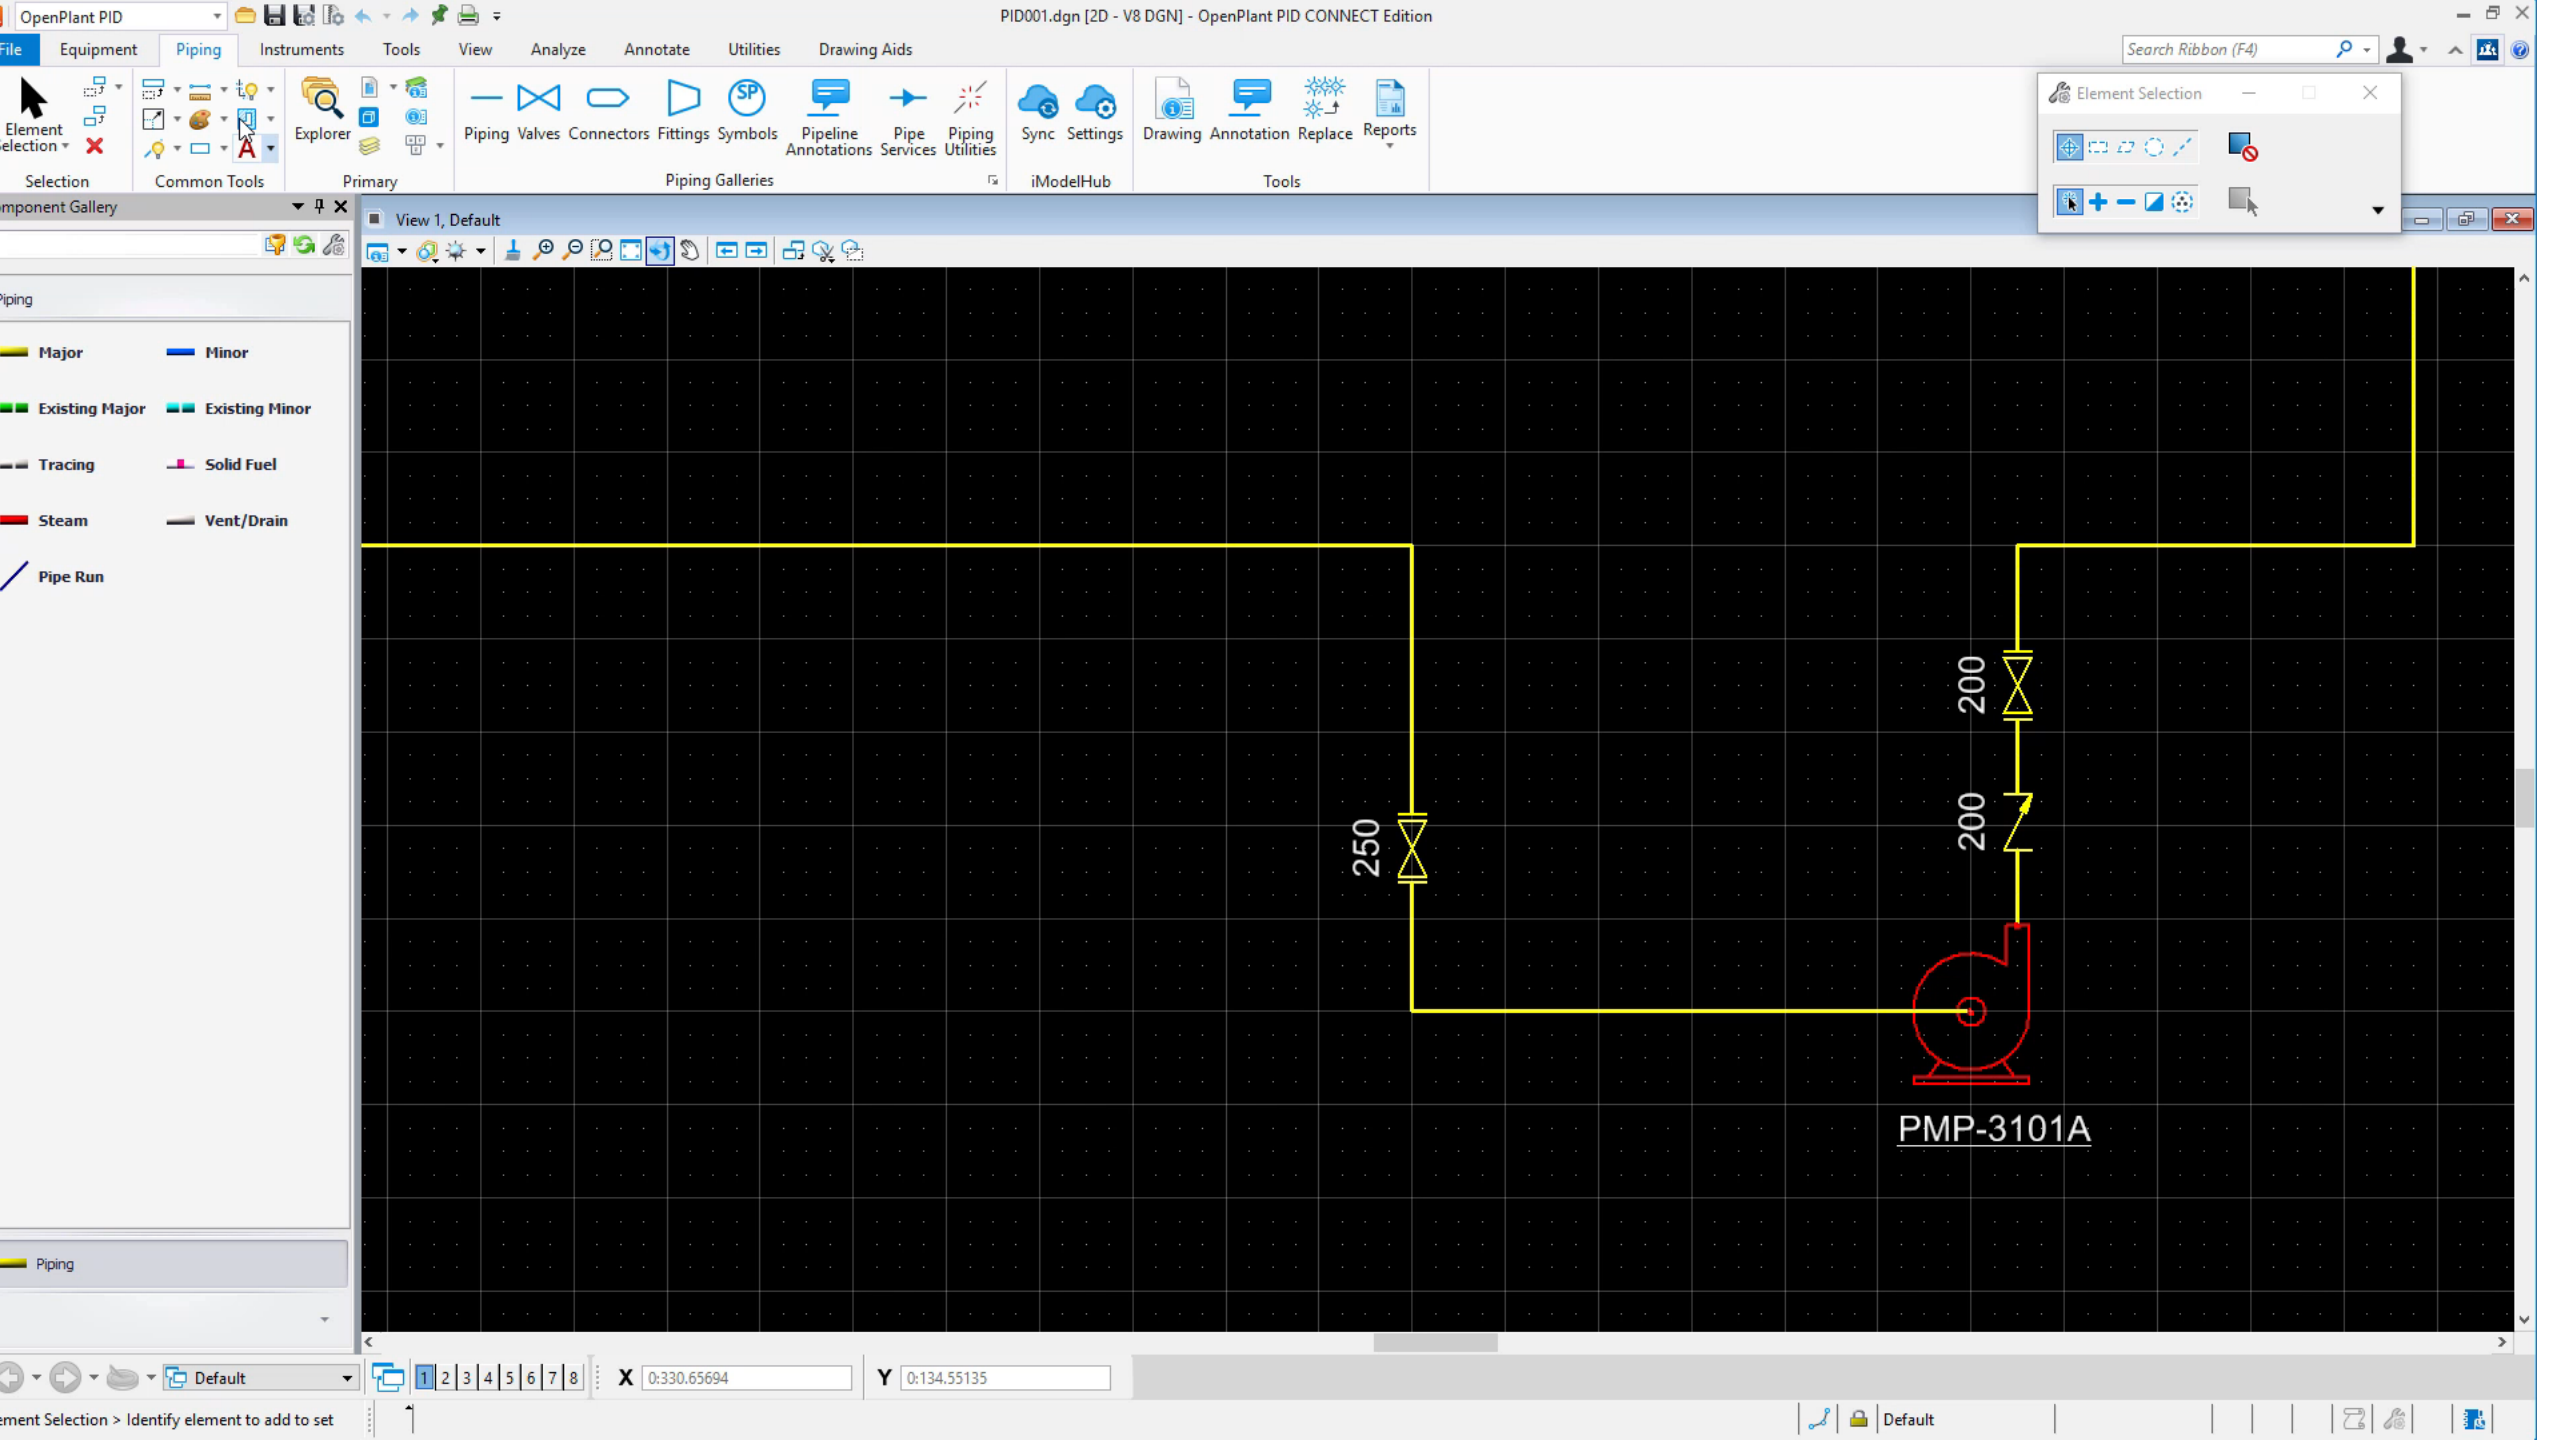 OpenPlant PID
PID001.dgn [2D - V8 DGN] - OpenPlant PID CONNECT Edition
File
Equipment
Piping
Instruments
Tools
View
Analyze
Annotate
Utilities
Drawing Aids
Search Ribbon (F4)
Element
election
Explorer
Piping
Valves
Connectors
Fittings
Symbols
Pipeline
Annotations
Pipe
Services
Piping
Utilities
Sync
Settings
Drawing
Annotation
Replace
Reports
Selection
Common Tools
Primary
Piping Galleries
iModelHub
Tools
Element Selection
omponent Gallery
View 1, Default
Piping
Major
Minor
Existing Major
Existing Minor
Tracing
Solid Fuel
Steam
Vent/Drain
Pipe Run
200
200
250
PMP-3101A
Piping
Default
1 2 3 4 5 6 7 8
X 0:330.65694
Y 0:134.55135
ement Selection > Identify element to add to set
Default